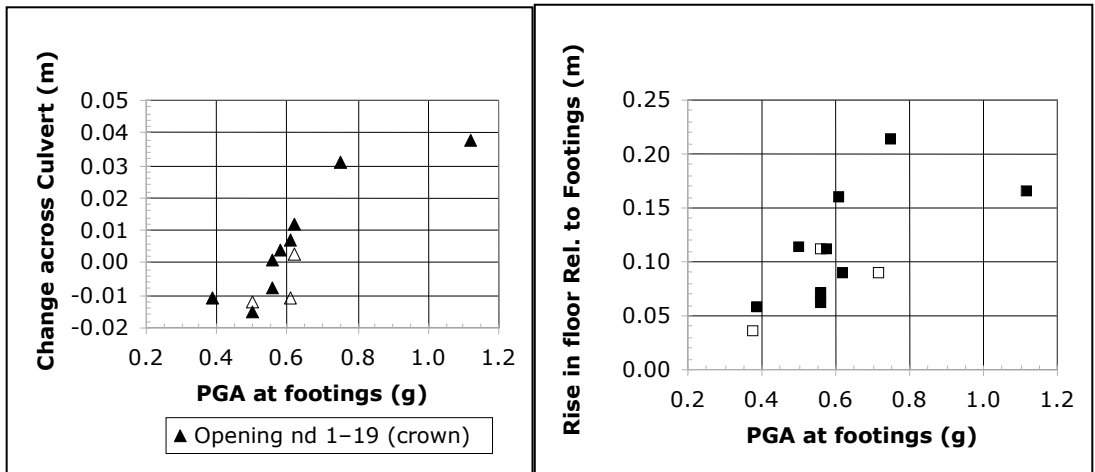 Change across Culvert (m)
0.05
0.04
0.03
0.02
0.01
0.00
-0.01
-0.02
0.2 0.4 0.6 0.8 1.0 1.2
PGA at footings (g)
▲ Opening nd 1–19 (crown)
Rise in floor Rel. to Footings (m)
0.25
0.20
0.15
0.10
0.05
0.00
0.2 0.4 0.6 0.8 1.0 1.2
PGA at footings (g)